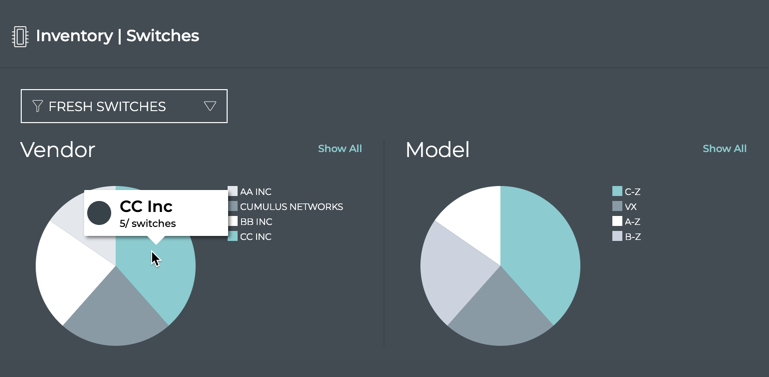 Inventory | Switches
FRESH SWITCHES
Vendor
Show All
CC Inc
5/ switches
AA INC
CUMULUS NETWORKS
BB INC
CC INC
Model
Show All
C-Z
VX
A-Z
B-Z